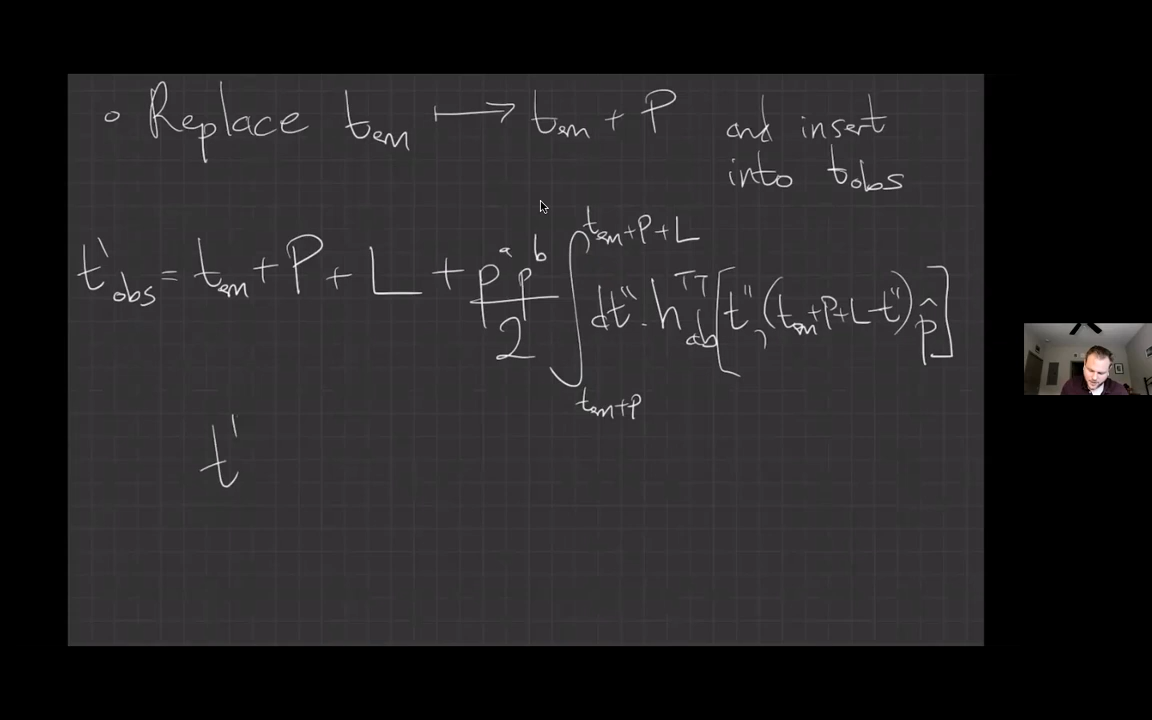 ◦ Replace t_em ↦ t_em + P and insert
into t_obs
t'_obs = t_em + P + L + p^a p^b / 2 ∫_{t_em+P}^{t_em+P+L} dt'' · h^TT_ab [t'', (t_em+P+L-t'') p̂]
t'